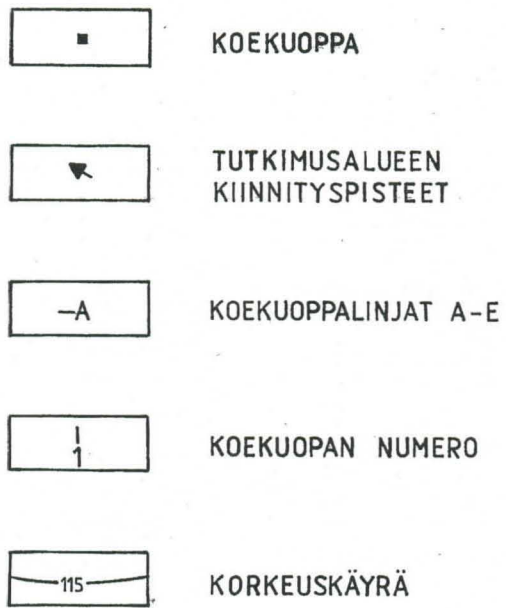 KOEKUOPPA
TUTKIMUSALUEEN
KIINNITYSPISTEET
–A KOEKUOPPALINJAT A-E
1 KOEKUOPAN NUMERO
115 KORKEUSKÄYRÄ